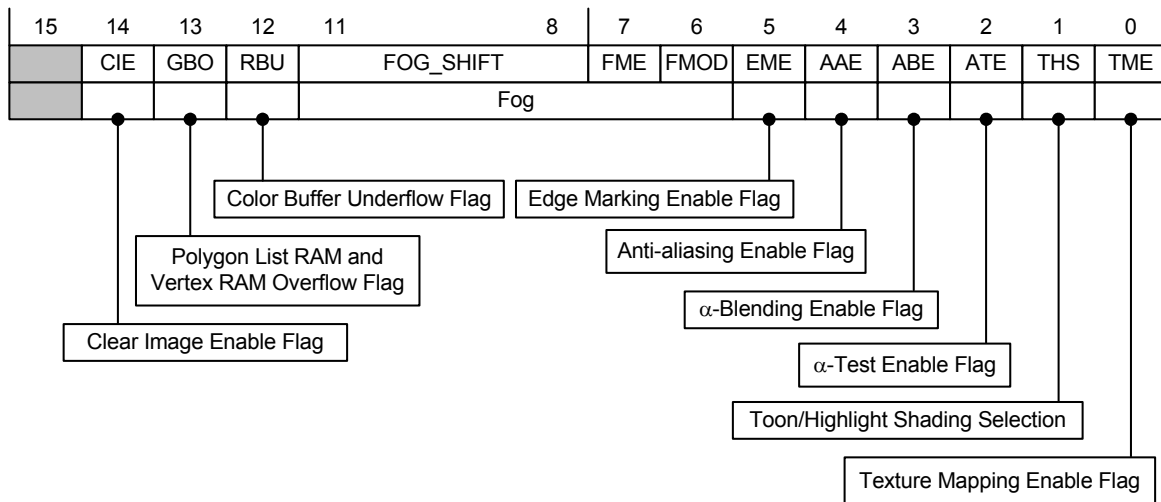 15 14 13 12 11 8 7 6 5 4 3 2 1 0
CIE GBO RBU FOG_SHIFT FME FMOD EME AAE ABE ATE THS TME
Fog
Color Buffer Underflow Flag
Edge Marking Enable Flag
Polygon List RAM and
Vertex RAM Overflow Flag
Anti-aliasing Enable Flag
α-Blending Enable Flag
Clear Image Enable Flag
α-Test Enable Flag
Toon/Highlight Shading Selection
Texture Mapping Enable Flag